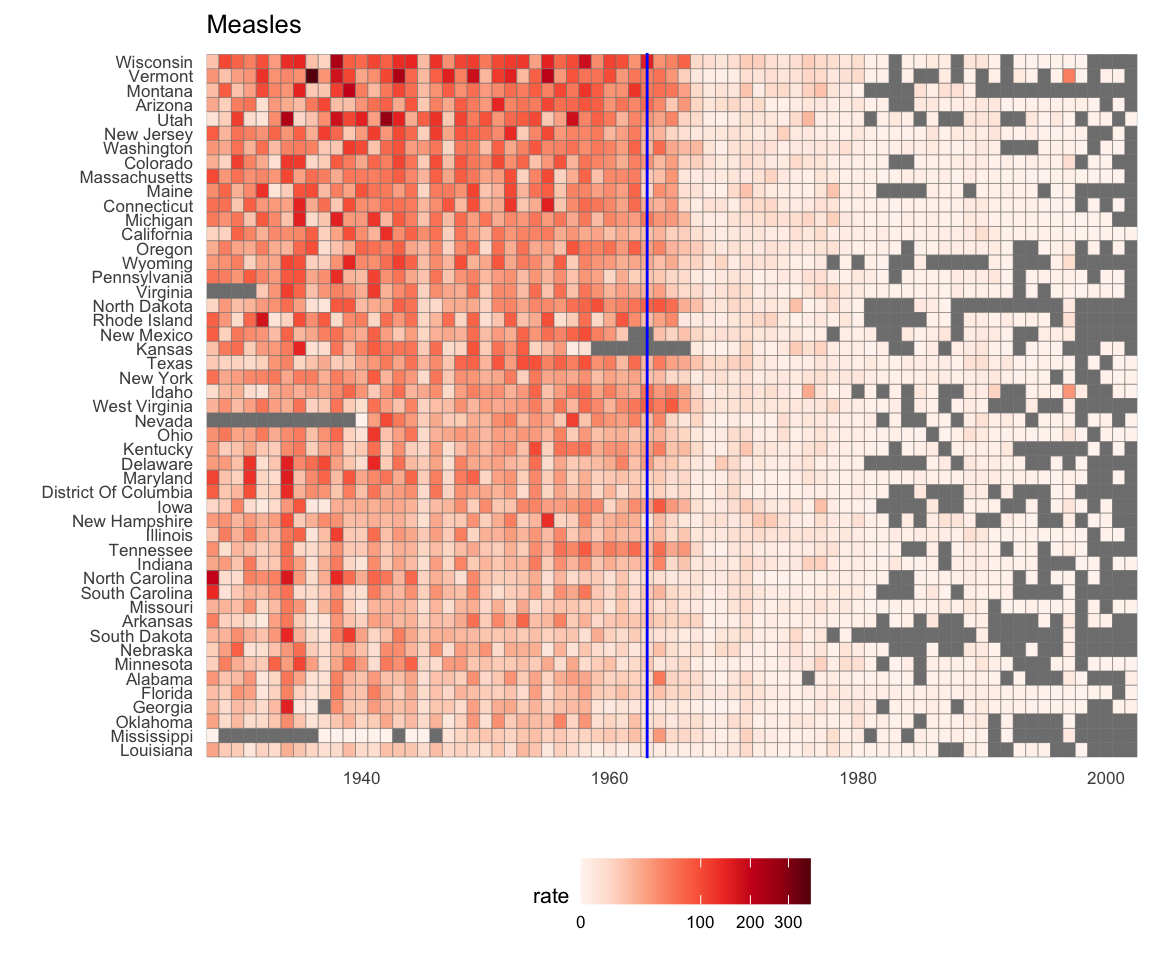 Measles
Wisconsin
Vermont
Montana
Arizona
Utah
New Jersey
Washington
Colorado
Massachusetts
Maine
Connecticut
Michigan
California
Oregon
Wyoming
Pennsylvania
Virginia
North Dakota
Rhode Island
New Mexico
Kansas
Texas
New York
Idaho
West Virginia
Nevada
Ohio
Kentucky
Delaware
Maryland
District Of Columbia
Iowa
New Hampshire
Illinois
Tennessee
Indiana
North Carolina
South Carolina
Missouri
Arkansas
South Dakota
Nebraska
Minnesota
Alabama
Florida
Georgia
Oklahoma
Mississippi
Louisiana
1940 1960 1980 2000
rate
0 100 200 300